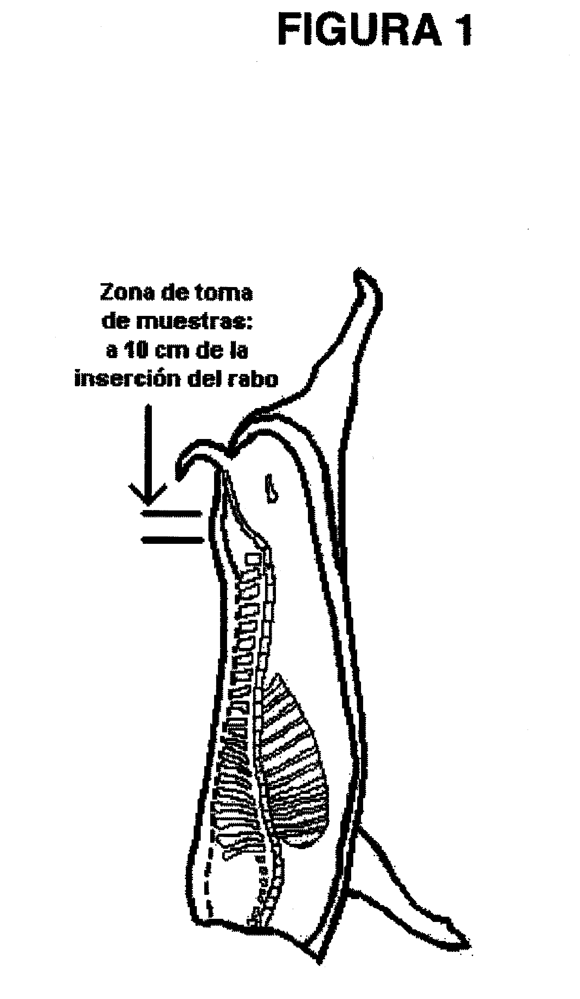 FIGURA 1
Zona de toma
de muestras:
a 10 cm de la
inserción del rabo